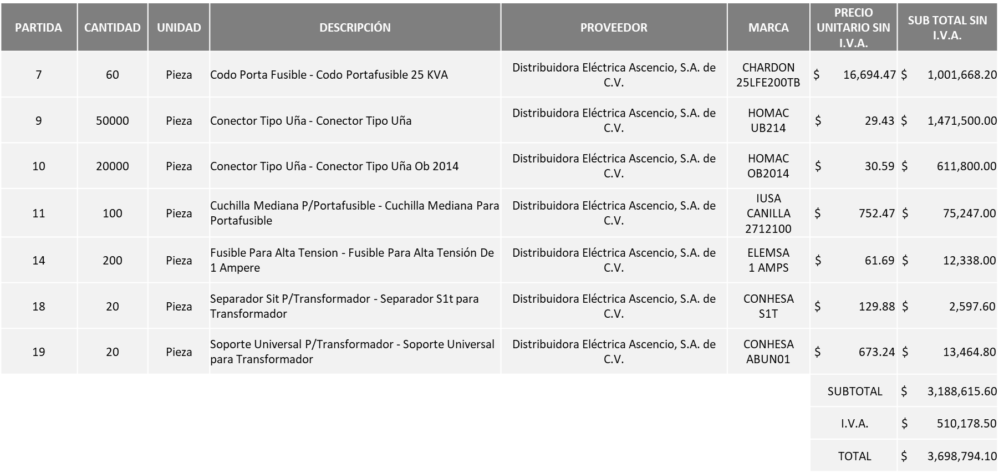 PARTIDA CANTIDAD UNIDAD DESCRIPCIÓN PROVEEDOR MARCA PRECIO UNITARIO SIN I.V.A. SUB TOTAL SIN I.V.A.
7 60 Pieza Codo Porta Fusible - Codo Portafusible 25 KVA Distribuidora Eléctrica Ascencio, S.A. de C.V. CHARDON 25LFE200TB $ 16,694.47 $ 1,001,668.20
9 50000 Pieza Conector Tipo Uña - Conector Tipo Uña Distribuidora Eléctrica Ascencio, S.A. de C.V. HOMAC UB214 $ 29.43 $ 1,471,500.00
10 20000 Pieza Conector Tipo Uña - Conector Tipo Uña Ob 2014 Distribuidora Eléctrica Ascencio, S.A. de C.V. HOMAC OB2014 $ 30.59 $ 611,800.00
11 100 Pieza Cuchilla Mediana P/Portafusible - Cuchilla Mediana Para Portafusible Distribuidora Eléctrica Ascencio, S.A. de C.V. IUSA CANILLA 2712100 $ 752.47 $ 75,247.00
14 200 Pieza Fusible Para Alta Tension - Fusible Para Alta Tensión De 1 Ampere Distribuidora Eléctrica Ascencio, S.A. de C.V. ELEMSA 1 AMPS $ 61.69 $ 12,338.00
18 20 Pieza Separador Sit P/Transformador - Separador S1t para Transformador Distribuidora Eléctrica Ascencio, S.A. de C.V. CONHESA S1T $ 129.88 $ 2,597.60
19 20 Pieza Soporte Universal P/Transformador - Soporte Universal para Transformador Distribuidora Eléctrica Ascencio, S.A. de C.V. CONHESA ABUN01 $ 673.24 $ 13,464.80
SUBTOTAL $ 3,188,615.60
I.V.A. $ 510,178.50
TOTAL $ 3,698,794.10